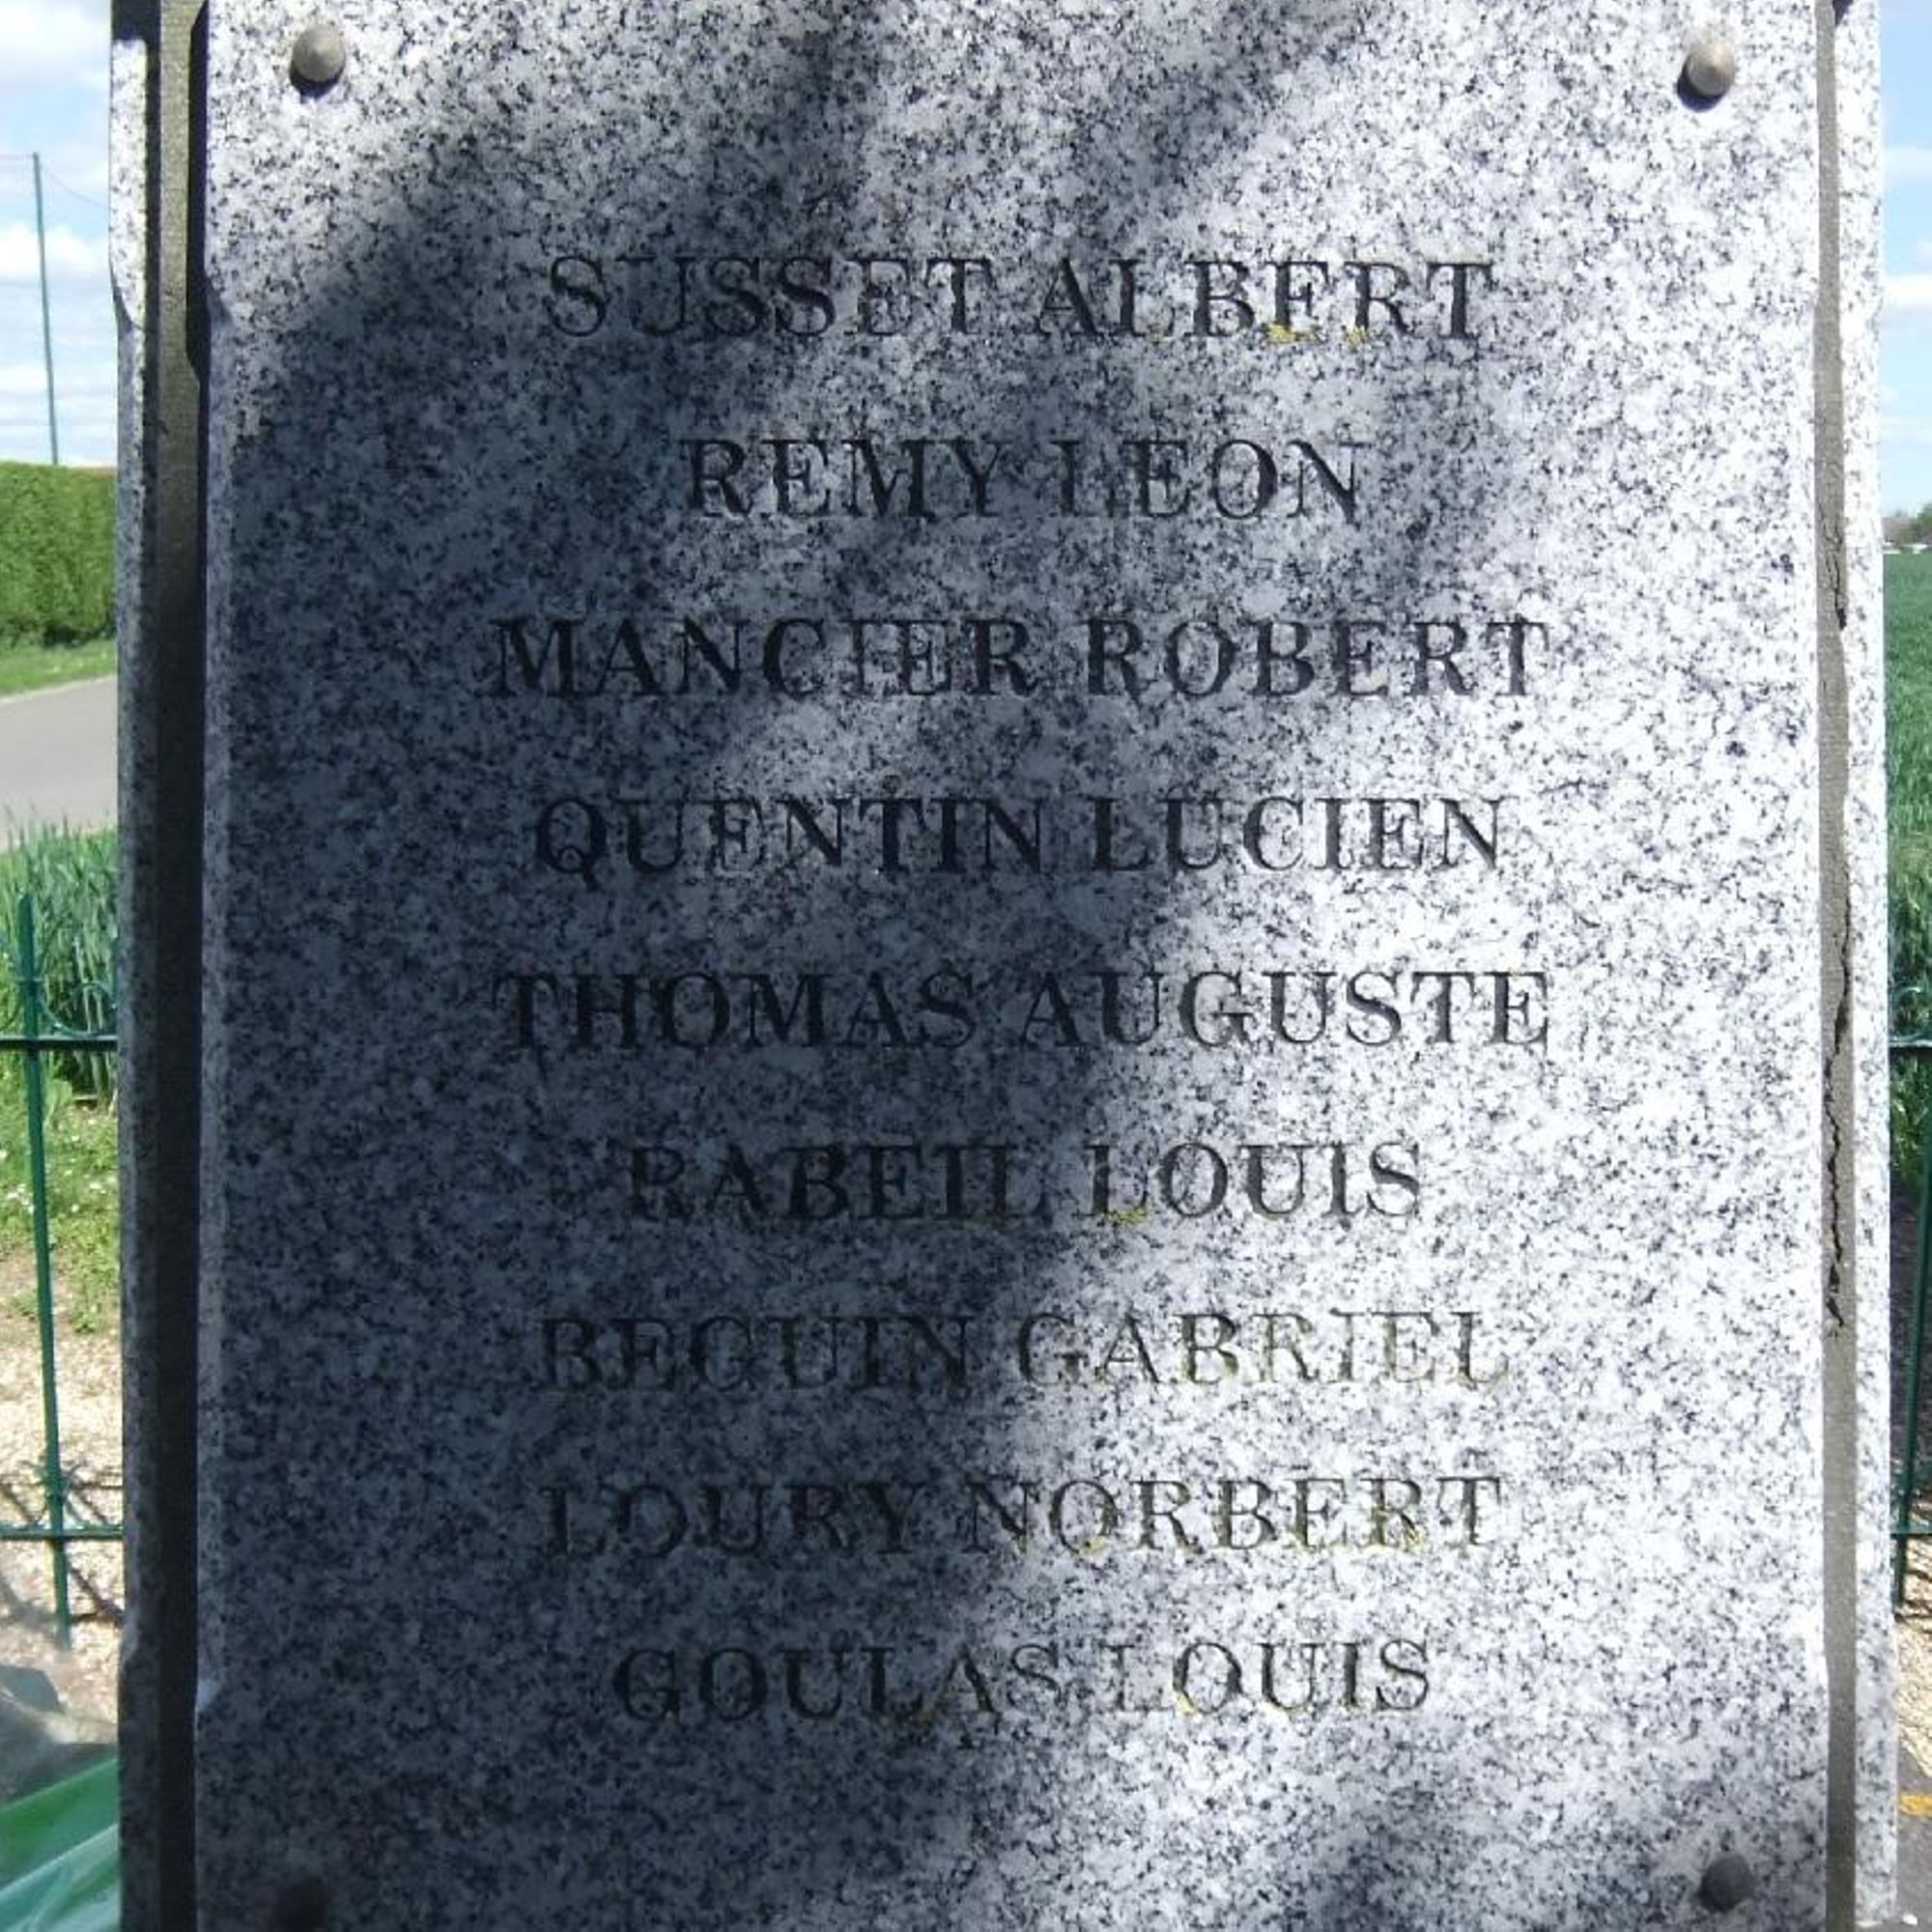 SUSSET ALBERT
REMY LEON
MANCIER ROBERT
QUENTIN LUCIEN
THOMAS AUGUSTE
RABEIL LOUIS
BEGUIN GABRIEL
LOURY NORBERT
GOULAS LOUIS